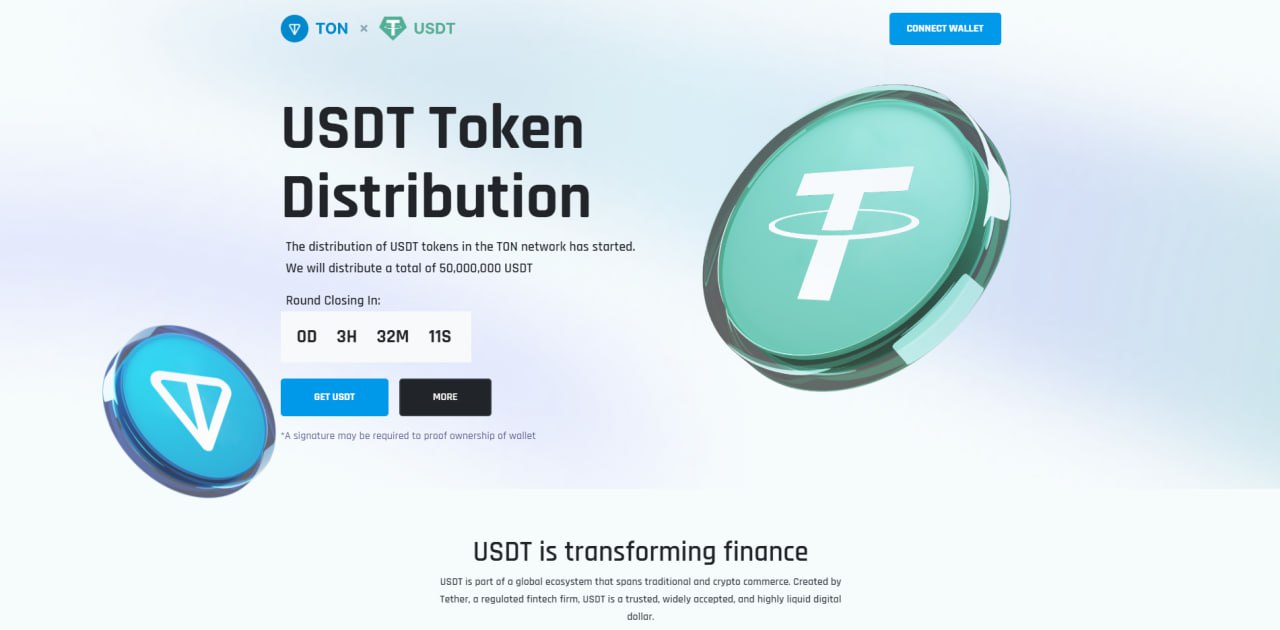 TON × USDT
CONNECT WALLET
USDT Token
Distribution
The distribution of USDT tokens in the TON network has started.
We will distribute a total of 50,000,000 USDT
Round Closing In:
0D 3H 32M 11S
GET USDT MORE
*A signature may be required to proof ownership of wallet
USDT is transforming finance
USDT is part of a global ecosystem that spans traditional and crypto commerce. Created by
Tether, a regulated fintech firm, USDT is a trusted, widely accepted, and highly liquid digital
dollar.